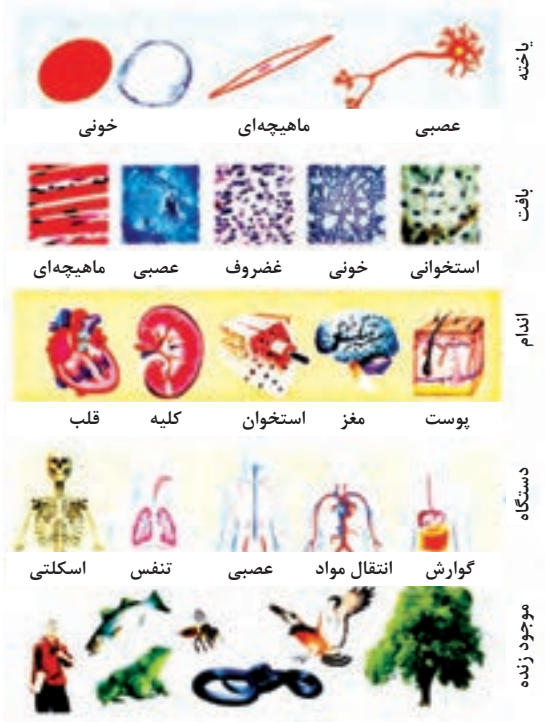 یاخته
عصبی ماهیچه‌ای خونی
بافت
استخوانی خونی غضروف عصبی ماهیچه‌ای
اندام
پوست مغز استخوان کلیه قلب
دستگاه
گوارش انتقال مواد عصبی تنفس اسکلتی
موجود زنده